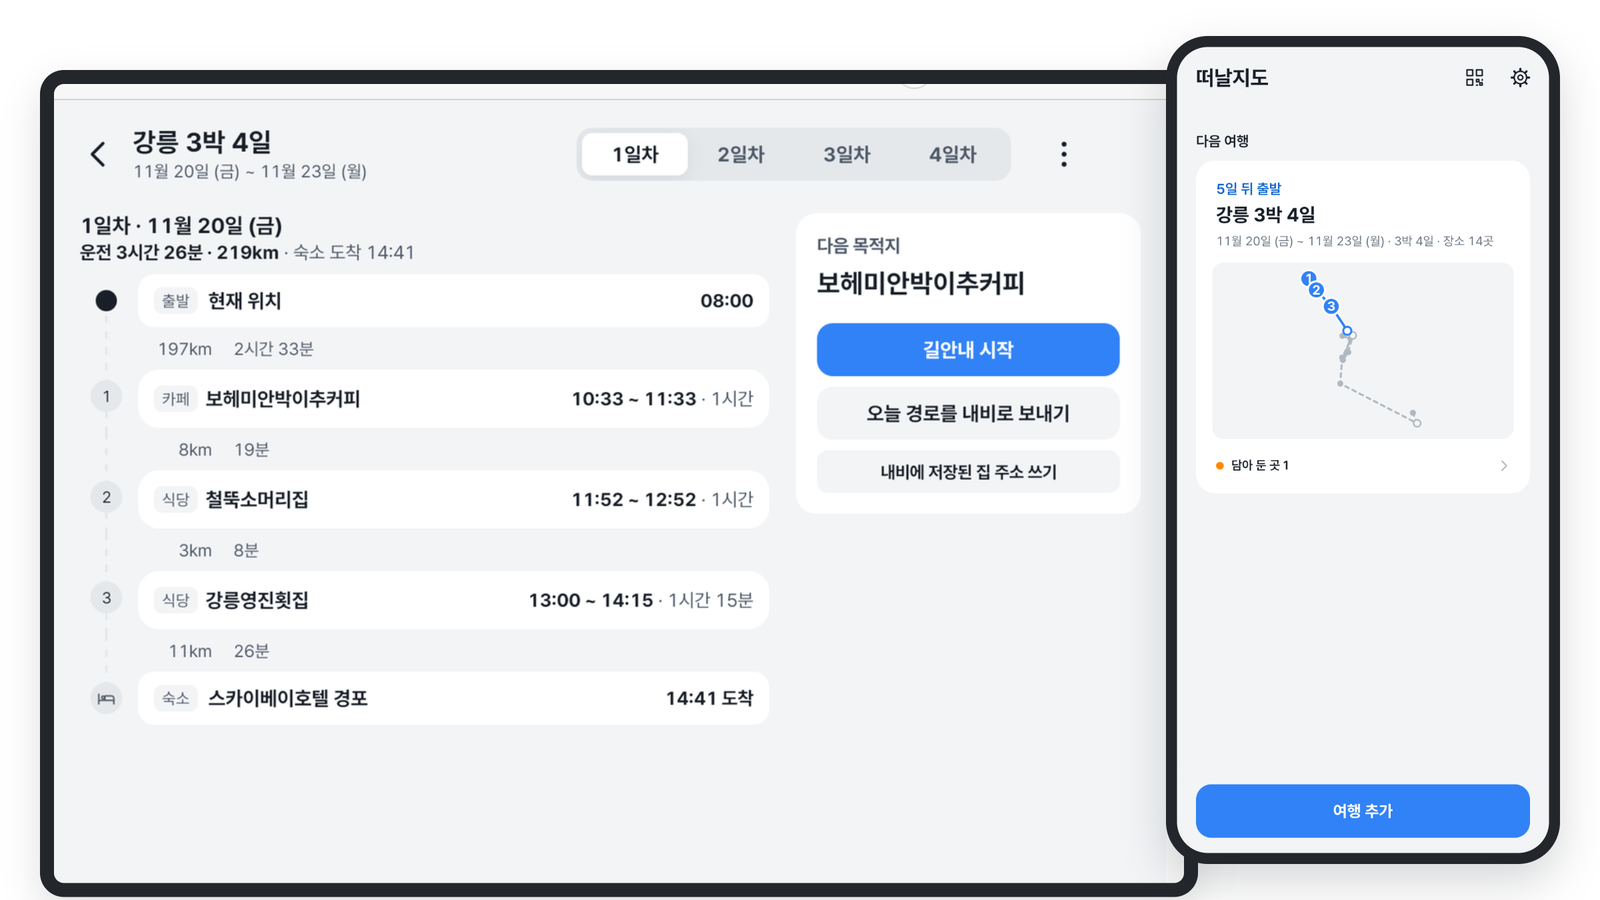 강릉 3박 4일
11월 20일 (금) ~ 11월 23일 (월)
1일차 2일차 3일차 4일차
1일차 · 11월 20일 (금)
운전 3시간 26분 · 219km · 숙소 도착 14:41
출발 현재 위치 08:00
197km 2시간 33분
1 카페 보헤미안박이추커피 10:33 ~ 11:33 · 1시간
8km 19분
2 식당 철뚝소머리집 11:52 ~ 12:52 · 1시간
3km 8분
3 식당 강릉영진횟집 13:00 ~ 14:15 · 1시간 15분
11km 26분
숙소 스카이베이호텔 경포 14:41 도착
다음 목적지
보헤미안박이추커피
길안내 시작
오늘 경로를 내비로 보내기
내비에 저장된 집 주소 쓰기
떠날지도
다음 여행
5일 뒤 출발
강릉 3박 4일
11월 20일 (금) ~ 11월 23일 (월) · 3박 4일 · 장소 14곳
1
2
3
담아 둔 곳 1
여행 추가